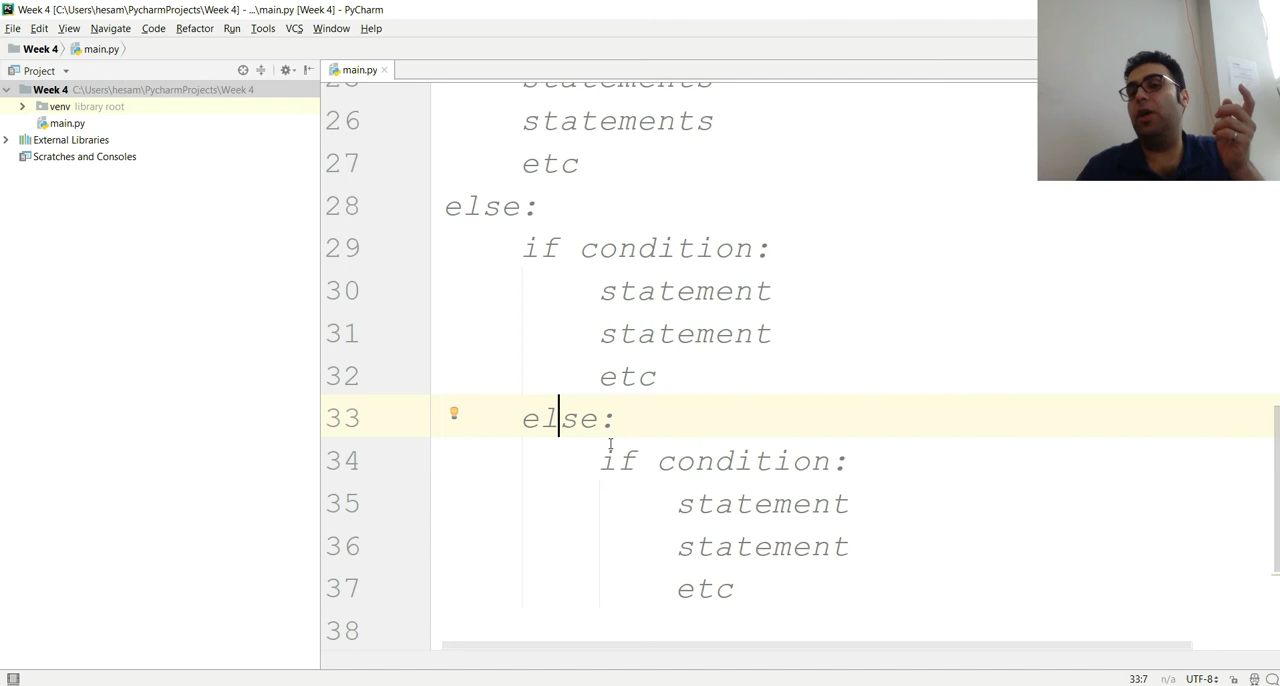 Week 4 [C:\Users\hesam\PycharmProjects\Week 4] - ...\main.py [Week 4] - PyCharm
File Edit View Navigate Code Refactor Run Tools VCS Window Help
Week 4 main.py
Project
main.py
Week 4 C:\Users\hesam\PycharmProjects\Week 4
venv library root
main.py
External Libraries
Scratches and Consoles
statements
26 statements
27 etc
28 else:
29 if condition:
30 statement
31 statement
32 etc
33 else:
34 if condition:
35 statement
36 statement
37 etc
38
33:7 n/a UTF-8